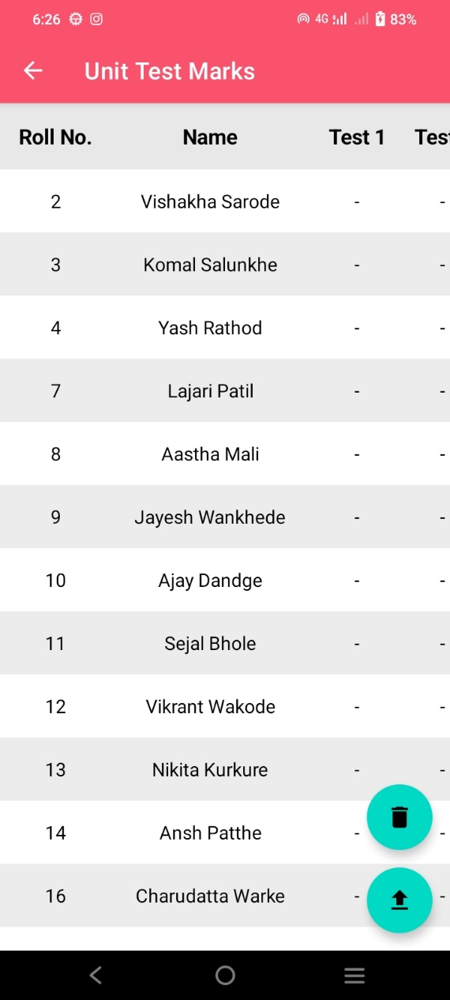 6:26 4G 83%
Unit Test Marks
Roll No. Name Test 1 Test
2 Vishakha Sarode - -
3 Komal Salunkhe - -
4 Yash Rathod - -
7 Lajari Patil - -
8 Aastha Mali - -
9 Jayesh Wankhede - -
10 Ajay Dandge - -
11 Sejal Bhole - -
12 Vikrant Wakode - -
13 Nikita Kurkure - -
14 Ansh Patthe - -
16 Charudatta Warke - -